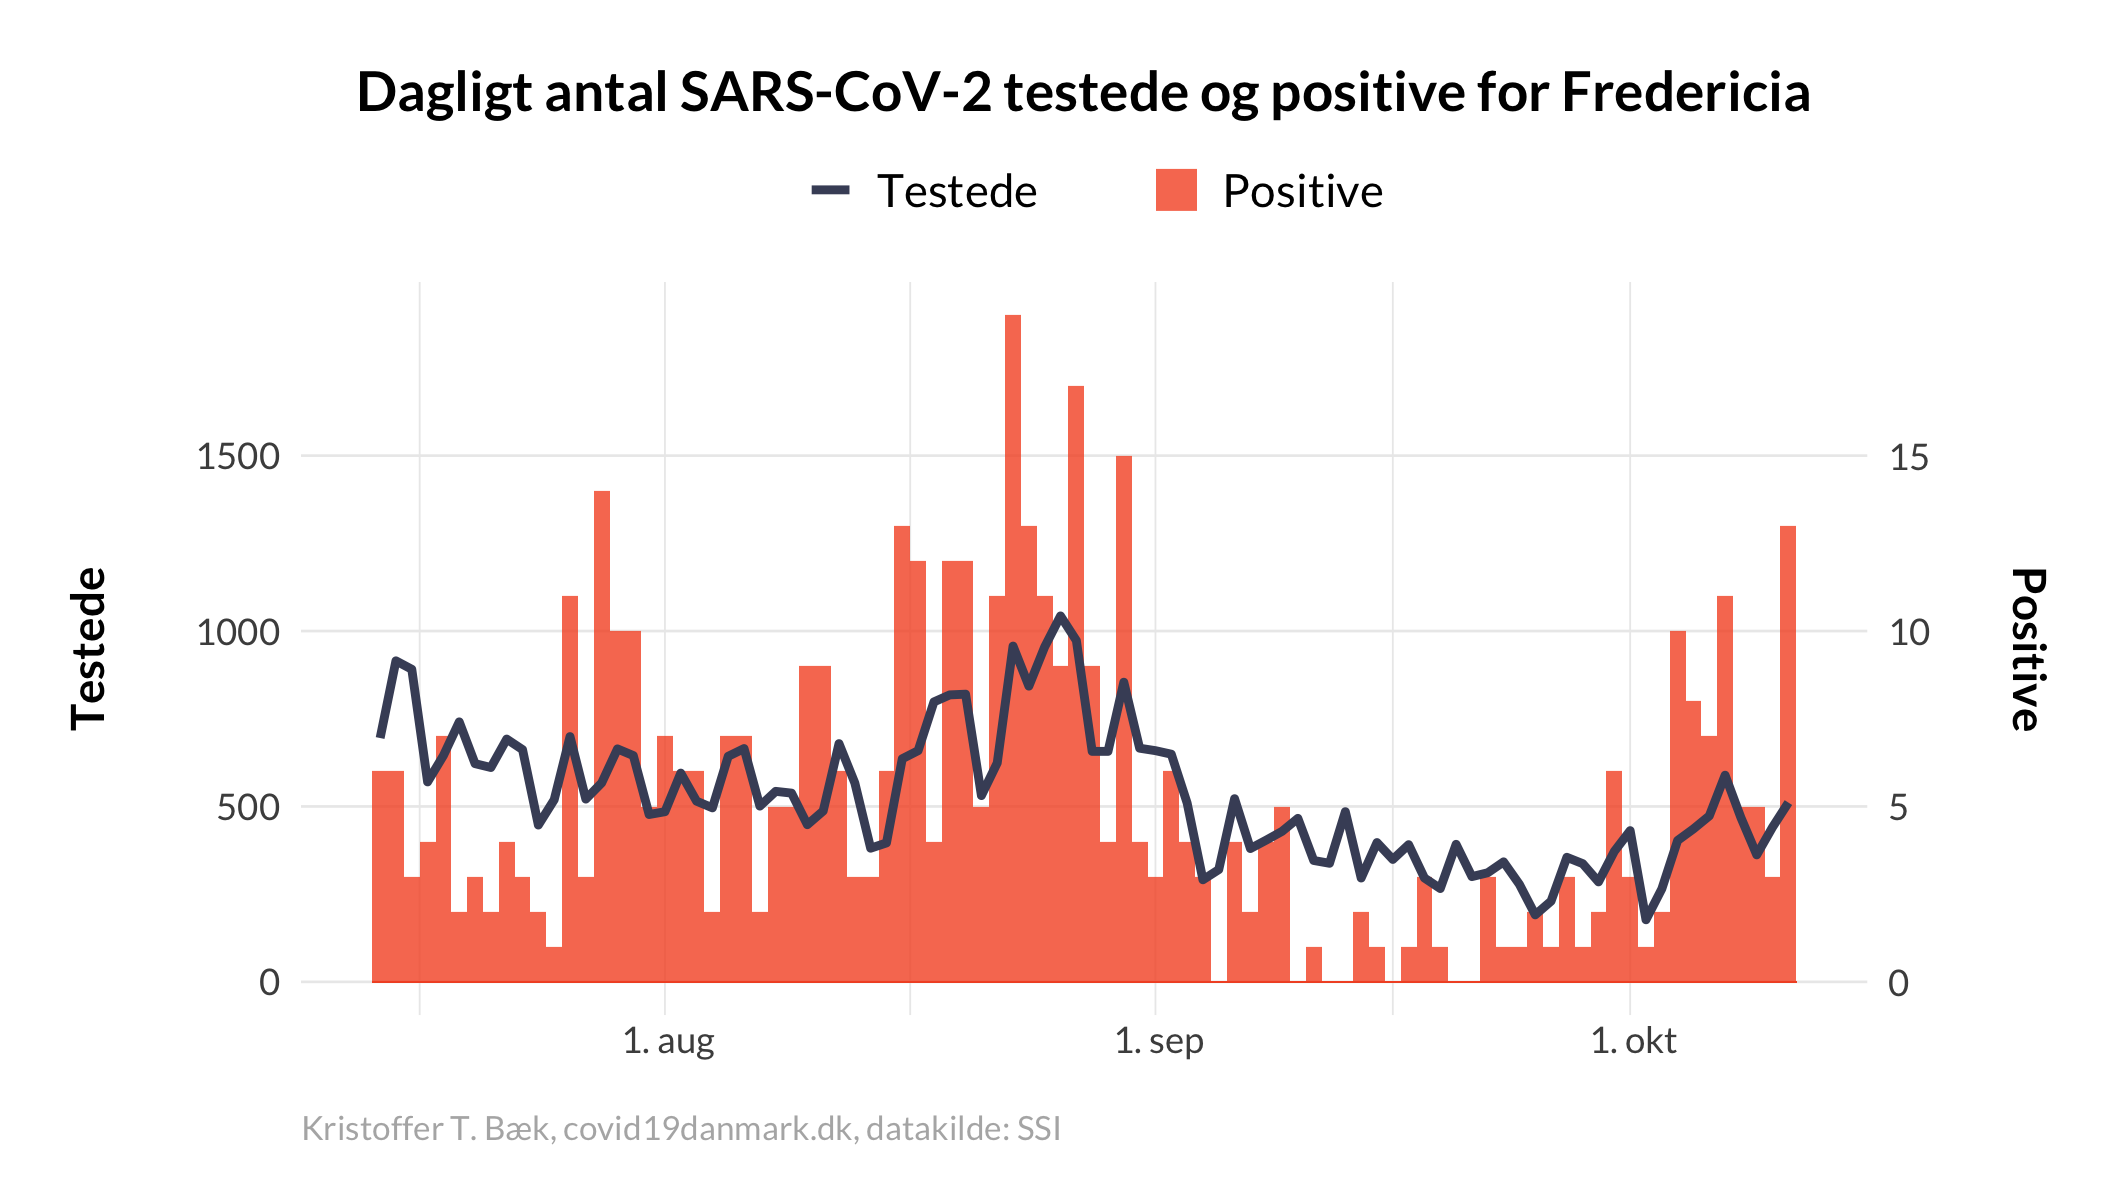 Dagligt antal SARS-CoV-2 testede og positive for Fredericia
Testede
Positive
1500
1000
500
0
15
10
5
0
Testede
Positive
1. aug
1. sep
1. okt
Kristoffer T. Bæk, covid19danmark.dk, datakilde: SSI